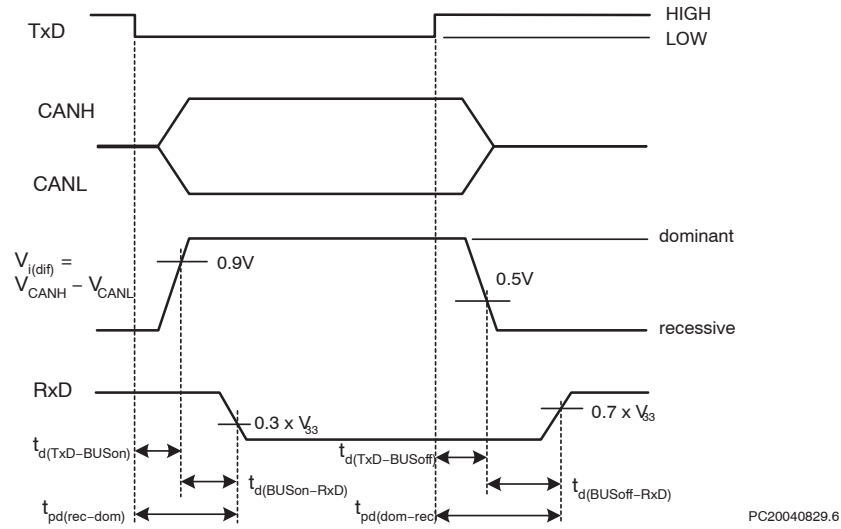 TxD
HIGH
LOW
CANH
CANL
dominant
V_i(dif) =
V_CANH − V_CANL
0.9V
0.5V
recessive
RxD
0.3 x V_33
0.7 x V_33
t_d(TxD−BUSon)
t_d(TxD−BUSoff)
t_d(BUSon−RxD)
t_d(BUSoff−RxD)
t_pd(rec−dom)
t_pd(dom−rec)
PC20040829.6